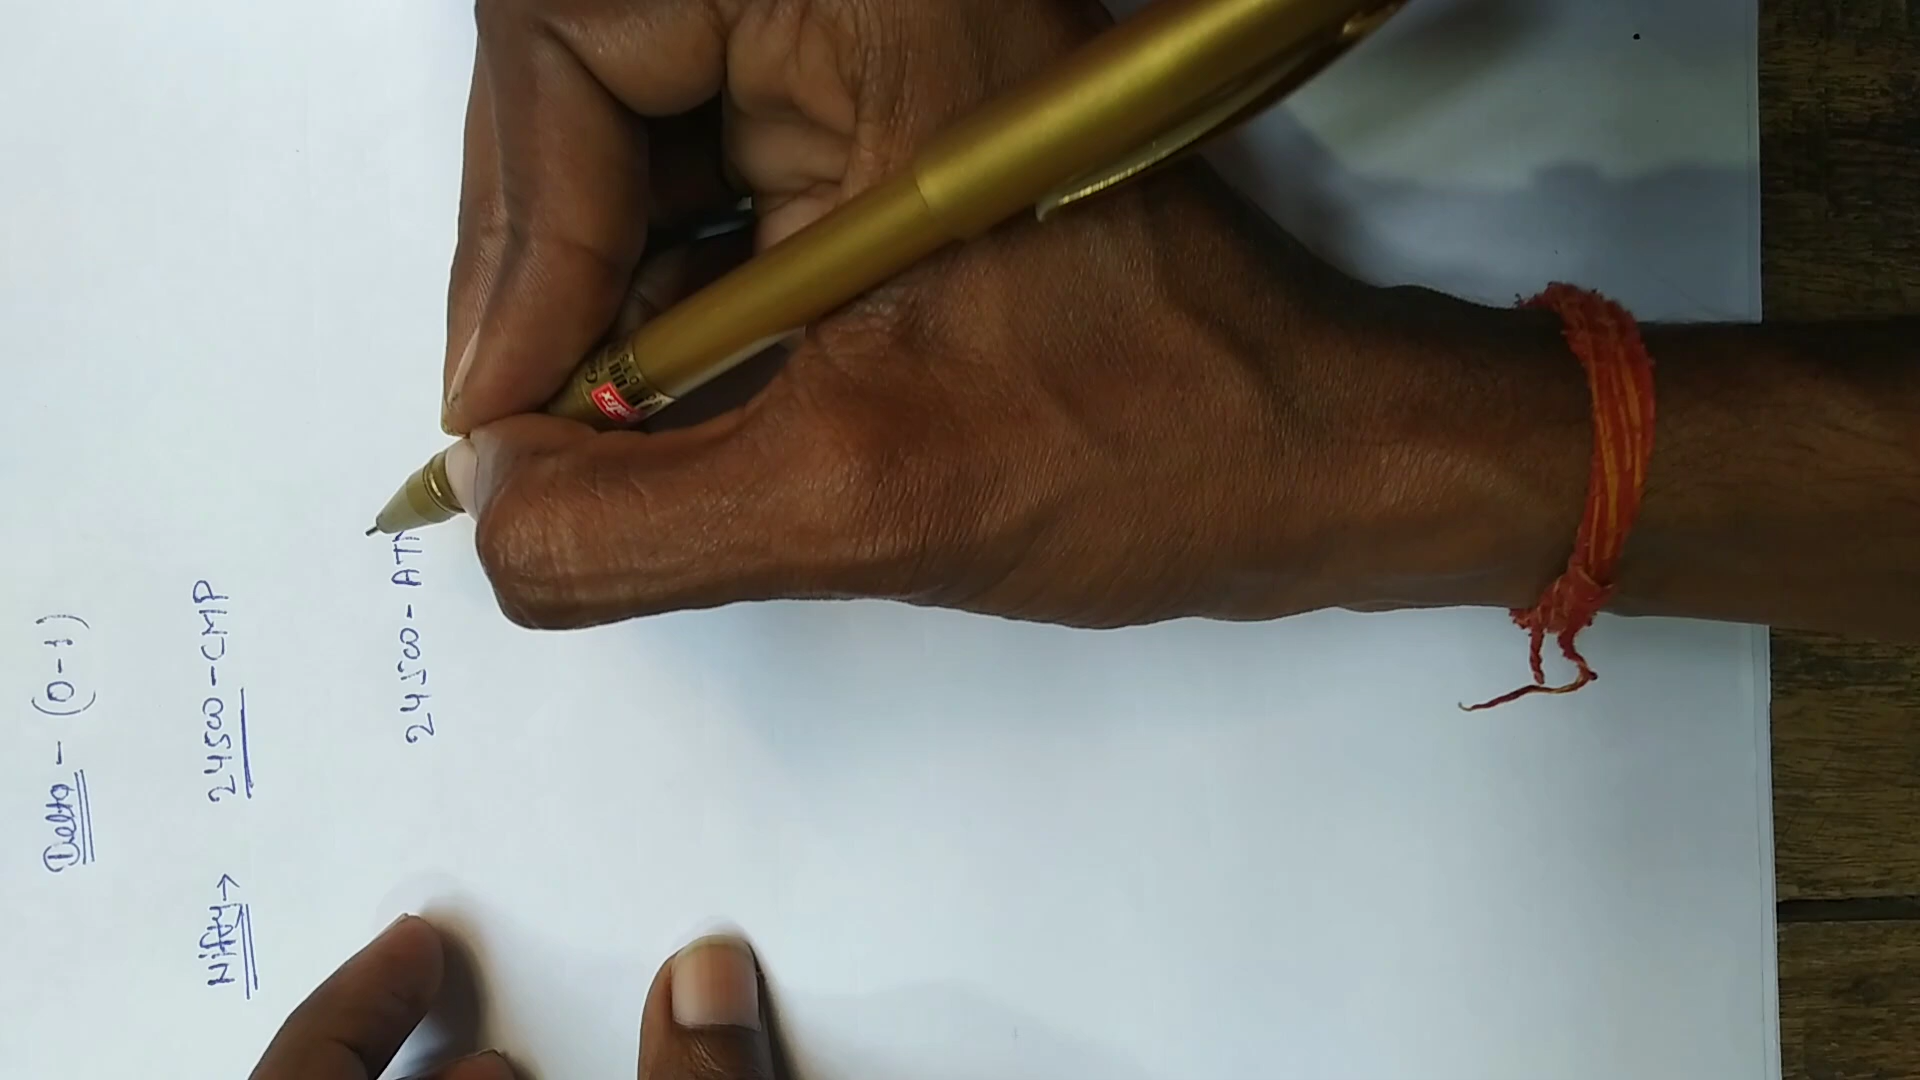 Delta - (0-1)
Nifty → 24500 - CMP
24500 - ATM